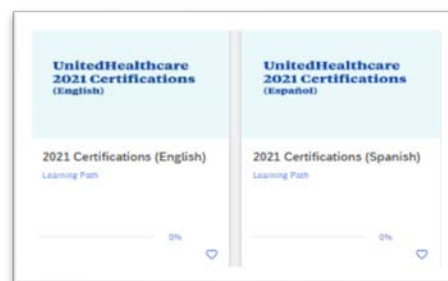 UnitedHealthcare
2021 Certifications
(English)
2021 Certifications (English)
Learning Path
0%
UnitedHealthcare
2021 Certifications
(Español)
2021 Certifications (Spanish)
Learning Path
0%